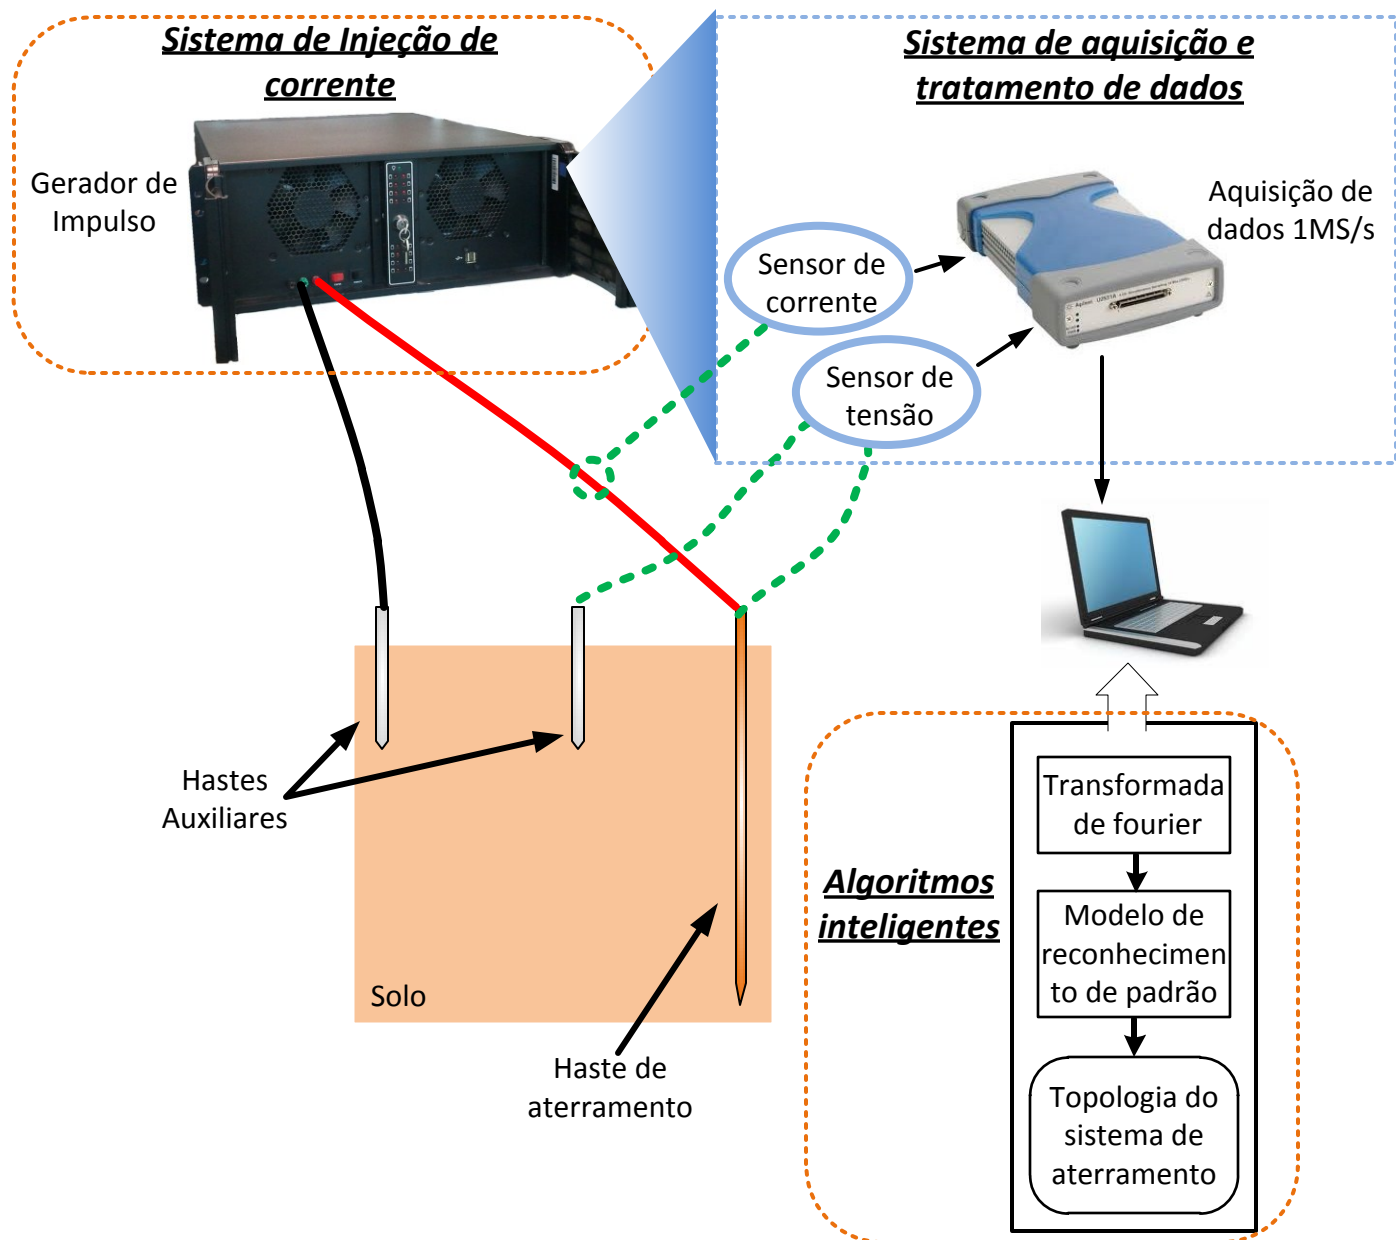 Sistema de Injeção de
corrente
Gerador de
Impulso
Sistema de aquisição e
tratamento de dados
Aquisição de
dados 1MS/s
Sensor de
corrente
Sensor de
tensão
Agilent U2531A
Hastes
Auxiliares
Solo
Haste de
aterramento
Algoritmos
inteligentes
Transformada
de fourier
Modelo de
reconhecimen
to de padrão
Topologia do
sistema de
aterramento